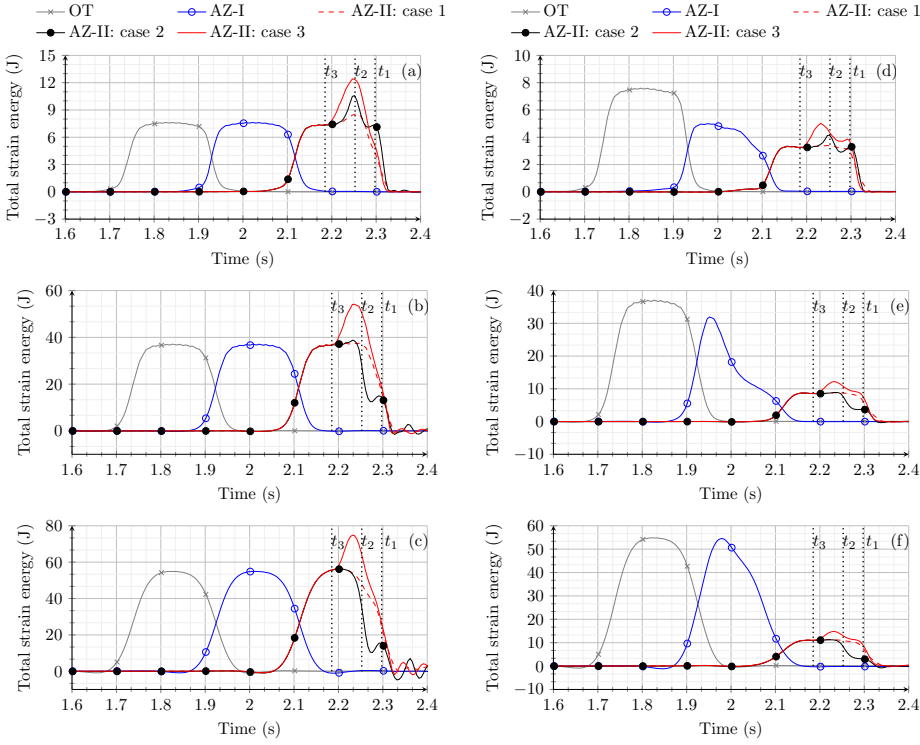 OT AZ-I AZ-II: case 1
AZ-II: case 2 AZ-II: case 3
OT AZ-I AZ-II: case 1
AZ-II: case 2 AZ-II: case 3
Total strain energy (J)
15
12
9
6
3
0
−3
t3 t2 t1 (a)
1.6 1.7 1.8 1.9 2 2.1 2.2 2.3 2.4
Time (s)
Total strain energy (J)
10
8
6
4
2
0
−2
t3 t2 t1 (d)
1.6 1.7 1.8 1.9 2 2.1 2.2 2.3 2.4
Time (s)
Total strain energy (J)
60
40
20
0
t3 t2 t1 (b)
1.6 1.7 1.8 1.9 2 2.1 2.2 2.3 2.4
Time (s)
Total strain energy (J)
40
30
20
10
0
−10
t3 t2 t1 (e)
1.6 1.7 1.8 1.9 2 2.1 2.2 2.3 2.4
Time (s)
Total strain energy (J)
80
60
40
20
0
t3 t2 t1 (c)
1.6 1.7 1.8 1.9 2 2.1 2.2 2.3 2.4
Time (s)
Total strain energy (J)
60
50
40
30
20
10
0
−10
t3 t2 t1 (f)
1.6 1.7 1.8 1.9 2 2.1 2.2 2.3 2.4
Time (s)